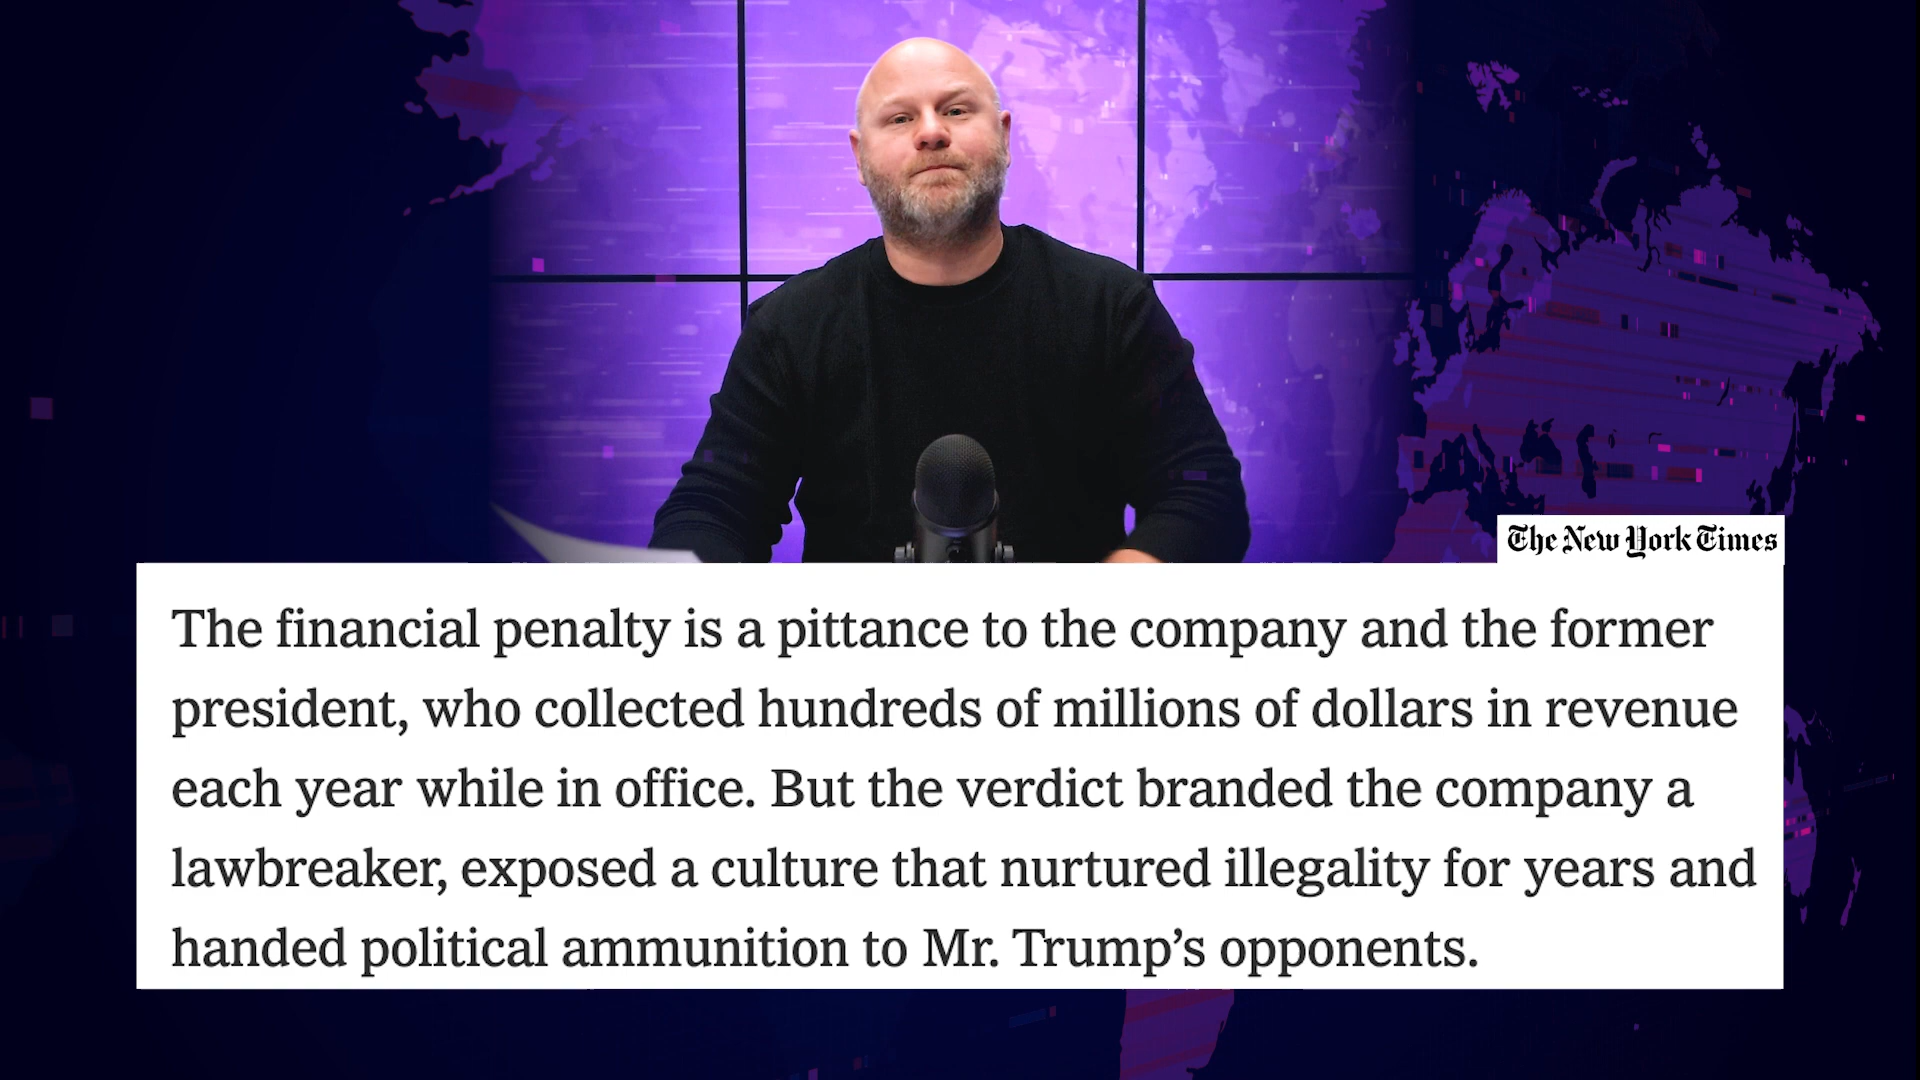 The New York Times
The financial penalty is a pittance to the company and the former
president, who collected hundreds of millions of dollars in revenue
each year while in office. But the verdict branded the company a
lawbreaker, exposed a culture that nurtured illegality for years and
handed political ammunition to Mr. Trump’s opponents.